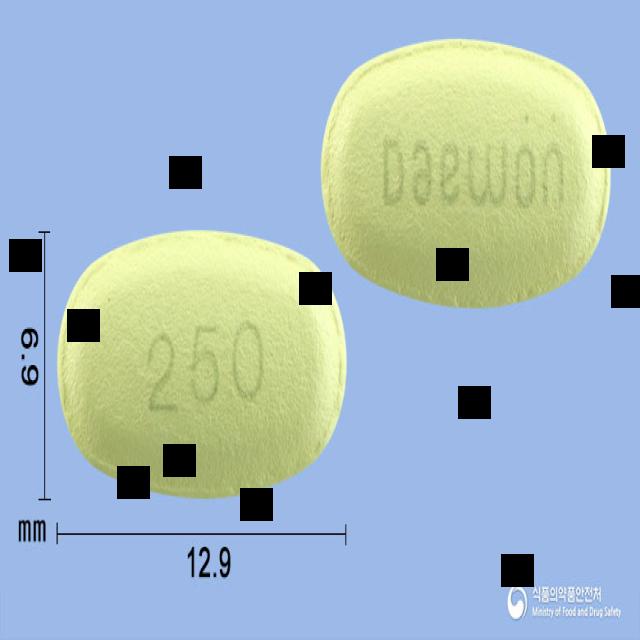 Daewon
250
6.9
mm
12.9
식품의약품안전처
Ministry of Food and Drug Safety